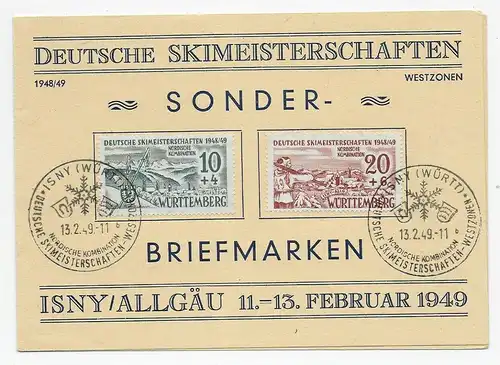 DEUTSCHE SKIMEISTERSCHAFTEN
1948/49
WESTZONEN
SONDER-
DEUTSCHE SKIMEISTERSCHAFTEN 1948/49
NORDISCHE
KOMBINATION
10
+4
WÜRTTEMBERG
DEUTSCHE SKIMEISTERSCHAFTEN 1948/49
NORDISCHE
KOMBINATION
20
+6
WÜRTTEMBERG
ISNY (WÜRTT)
13.2.49.-11
NORDISCHE KOMBINATION
DEUTSCHE SKIMEISTERSCHAFTEN-WESTZONEN
ISNY (WÜRTT)
13.2.49.-11
NORDISCHE KOMBINATION
DEUTSCHE SKIMEISTERSCHAFTEN-WESTZONEN
BRIEFMARKEN
ISNY/ALLGÄU 11.-13. FEBRUAR 1949